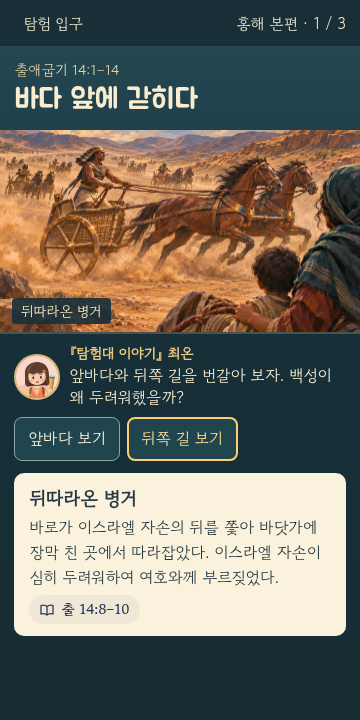 탐험 입구
홍해 본편 · 1 / 3
출애굽기 14:1–14
바다 앞에 갇히다
뒤따라온 병거
『탐험대 이야기』 최온
앞바다와 뒤쪽 길을 번갈아 보자. 백성이
왜 두려워했을까?
앞바다 보기
뒤쪽 길 보기
뒤따라온 병거
바로가 이스라엘 자손의 뒤를 쫓아 바닷가에
장막 친 곳에서 따라잡았다. 이스라엘 자손이
심히 두려워하여 여호와께 부르짖었다.
출 14:8–10